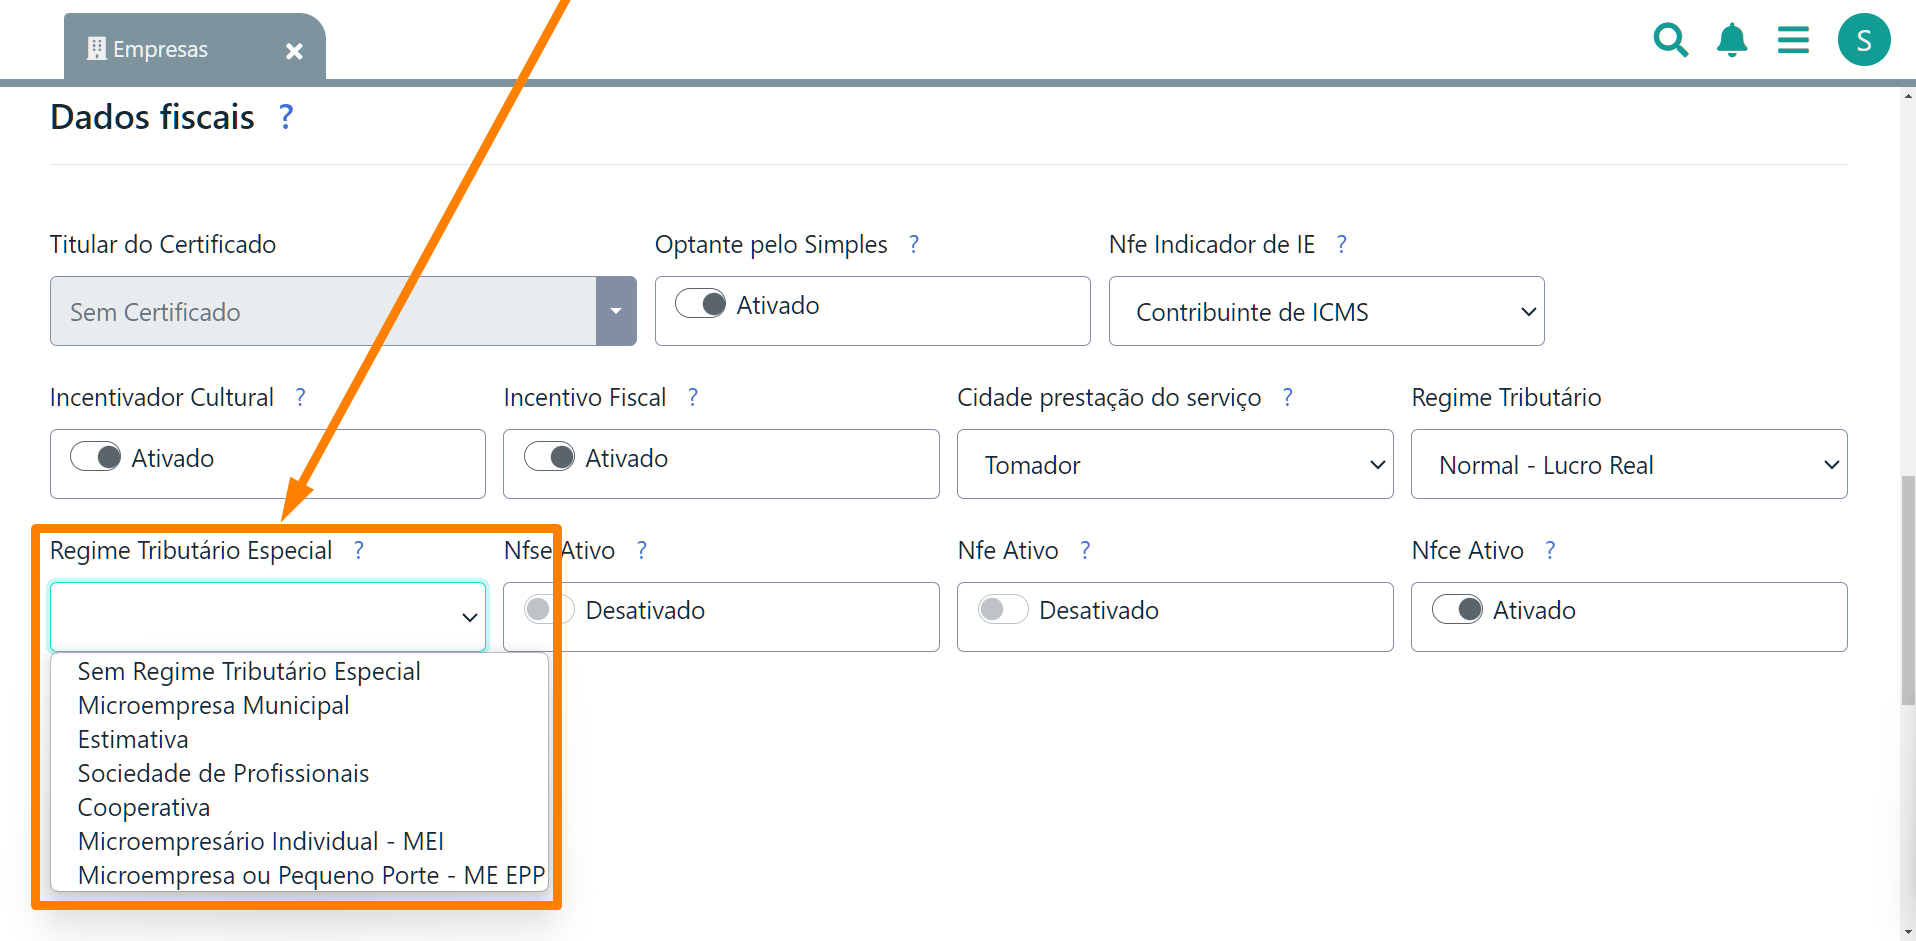 Empresas
S
Dados fiscais ?
Titular do Certificado
Optante pelo Simples ?
Nfe Indicador de IE ?
Sem Certificado
Ativado
Contribuinte de ICMS
Incentivador Cultural ?
Incentivo Fiscal ?
Cidade prestação do serviço ?
Regime Tributário
Ativado
Ativado
Tomador
Normal - Lucro Real
Regime Tributário Especial ?
Nfse Ativo ?
Nfe Ativo ?
Nfce Ativo ?
Desativado
Desativado
Ativado
Sem Regime Tributário Especial
Microempresa Municipal
Estimativa
Sociedade de Profissionais
Cooperativa
Microempresário Individual - MEI
Microempresa ou Pequeno Porte - ME EPP